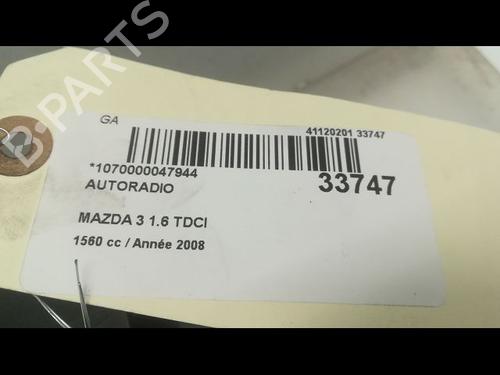 GA
41120201 33747
*1070000047944
33747
AUTORADIO
MAZDA 3 1.6 TDCI
1560 cc / Année 2008
B-PARTS